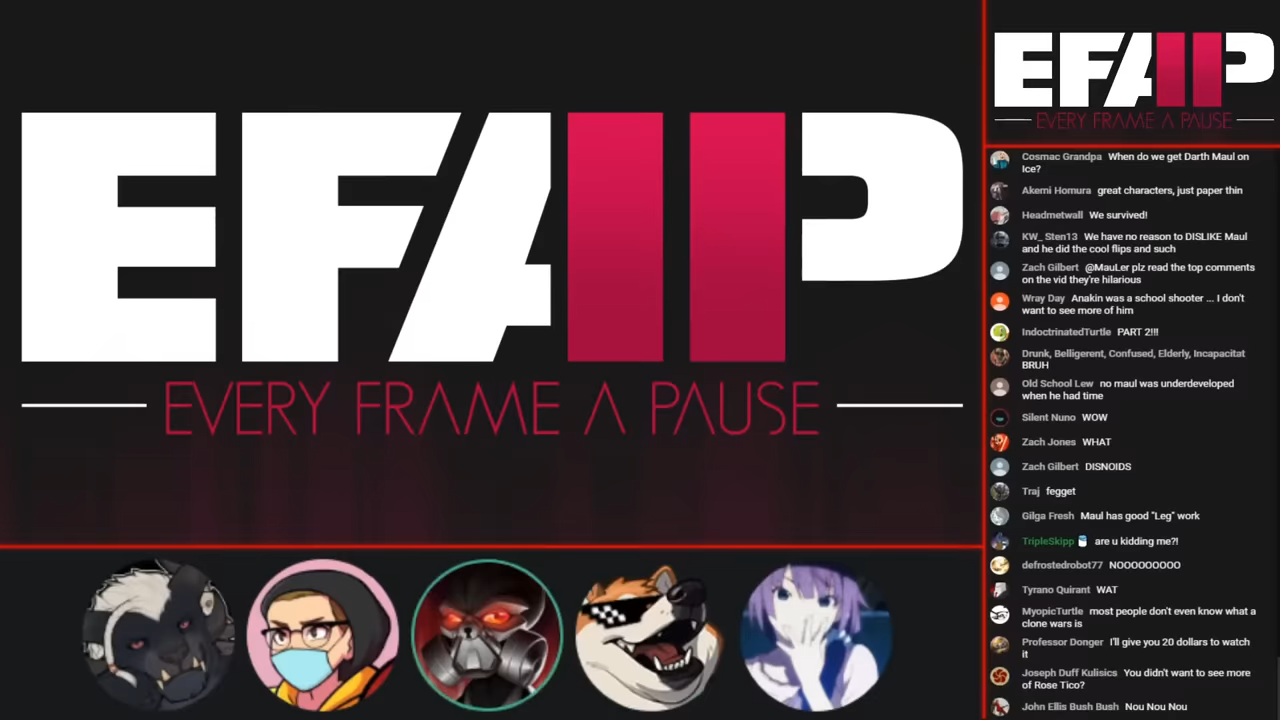 EFAP
EVERY FRAME A PAUSE
EFAP
EVERY FRAME A PAUSE
Cosmac Grandpa When do we get Darth Maul on
Ice?
Akemi Homura great characters, just paper thin
Headmetwall We survived!
KW_ Sten13 We have no reason to DISLIKE Maul
and he did the cool flips and such
Zach Gilbert @MauLer plz read the top comments
on the vid they're hilarious
Wray Day Anakin was a school shooter ... I don't
want to see more of him
IndoctrinatedTurtle PART 2!!!
Drunk, Belligerent, Confused, Elderly, Incapacitat
BRUH
Old School Lew no maul was underdeveloped
when he had time
Silent Nuno WOW
Zach Jones WHAT
Zach Gilbert DISNOIDS
Traj fegget
Gilga Fresh Maul has good "Leg" work
TripleSkipp are u kidding me?!
defrostedrobot77 NOOOOOOOOO
Tyrano Quirant WAT
MyopicTurtle most people don't even know what a
clone wars is
Professor Donger I'll give you 20 dollars to watch
it
Joseph Duff Kulisics You didn't want to see more
of Rose Tico?
John Ellis Bush Bush Nou Nou Nou